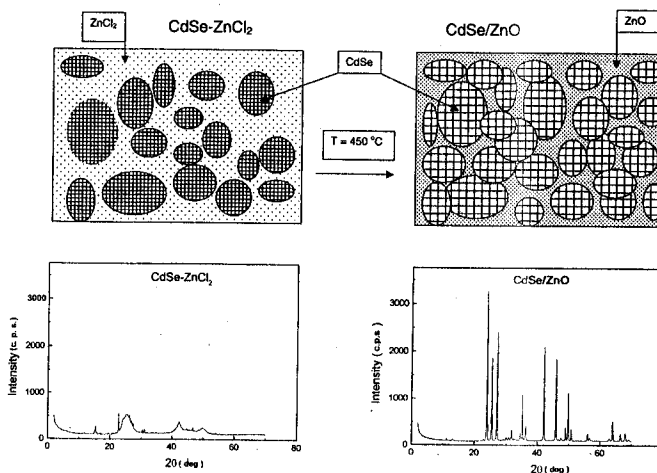 ZnCl₂
CdSe-ZnCl₂
CdSe/ZnO
ZnO
CdSe
T = 450 °C
CdSe-ZnCl₂
3000
2000
1000
0
Intensity (c. p. s.)
0 20 40 60 80
2θ ( deg )
CdSe/ZnO
3000
2000
1000
0
Intensity (c.p.s)
0 20 40 60
2θ ( deg )